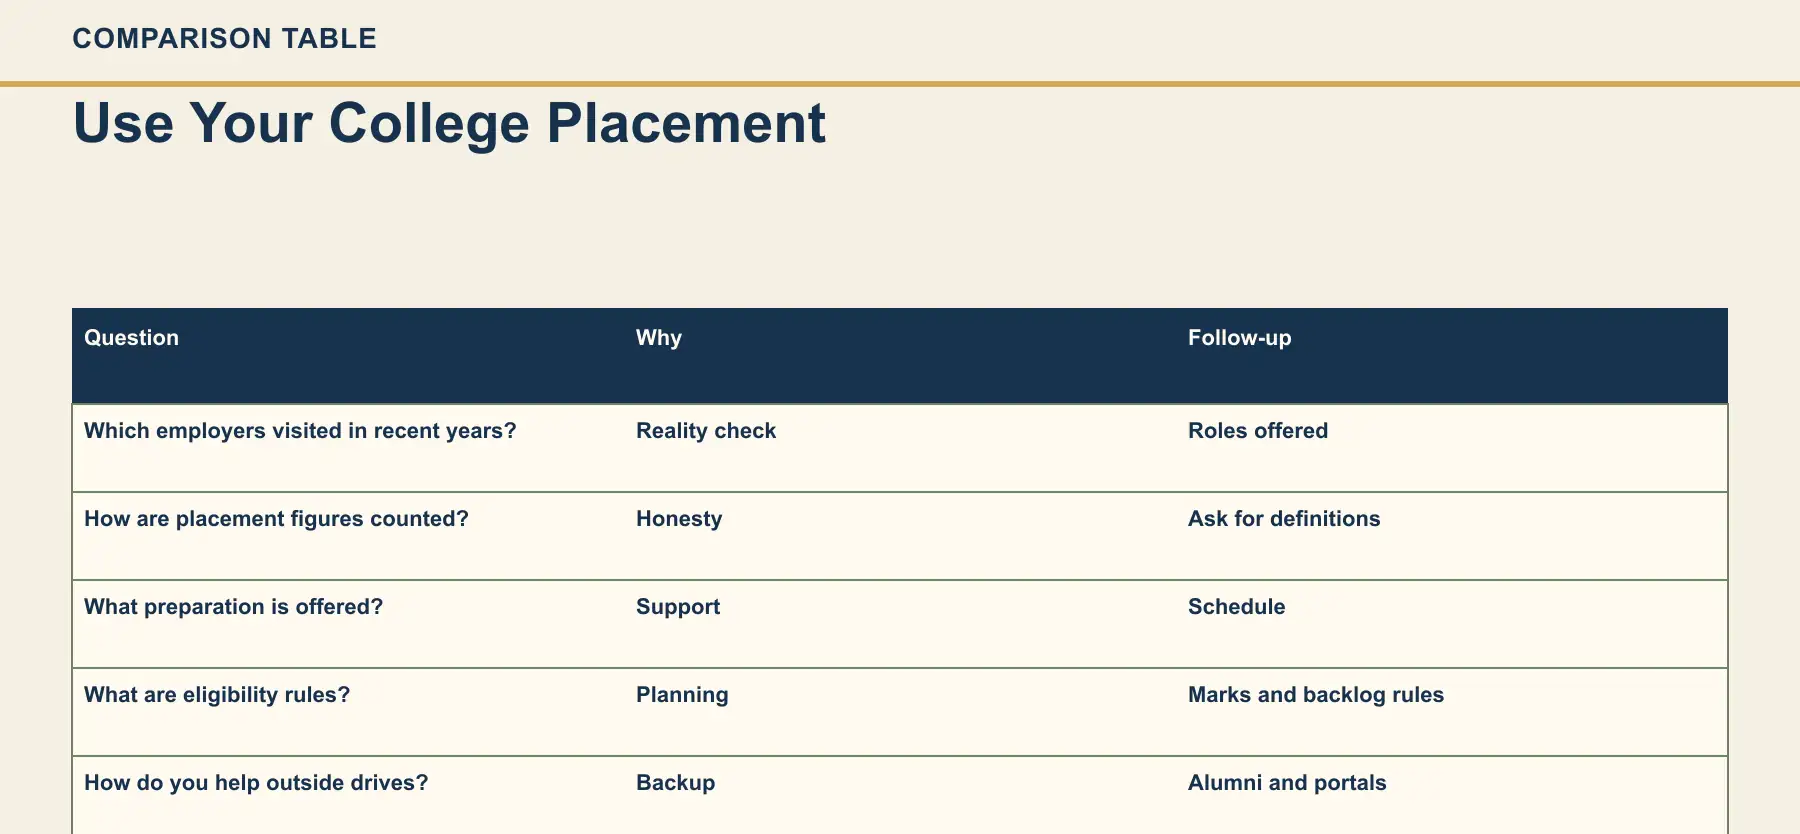 COMPARISON TABLE
Use Your College Placement
Question Why Follow-up
Which employers visited in recent years? Reality check Roles offered
How are placement figures counted? Honesty Ask for definitions
What preparation is offered? Support Schedule
What are eligibility rules? Planning Marks and backlog rules
How do you help outside drives? Backup Alumni and portals